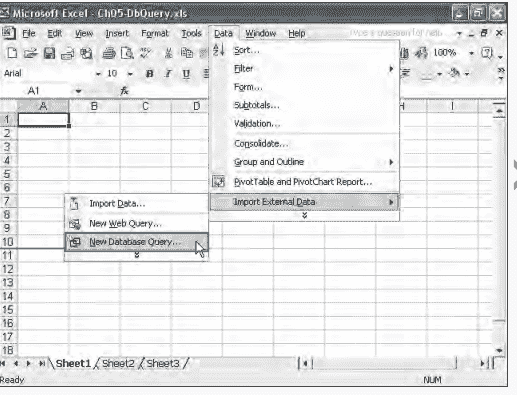 Microsoft Excel - Ch05-DbQuery.xls
File Edit View Insert Format Tools Data Window Help
100%
Arial 10 B I U
A1 fx
A B C D H I
1
2
3
4
5
6
7
8
9
10
11
12
13
14
15
16
17
18
Sort...
Filter
Form...
Subtotals...
Validation...
Consolidate...
Group and Outline
PivotTable and PivotChart Report...
Import External Data
Import Data...
New Web Query...
New Database Query...
Sheet1 / Sheet2 / Sheet3 /
Ready NUM